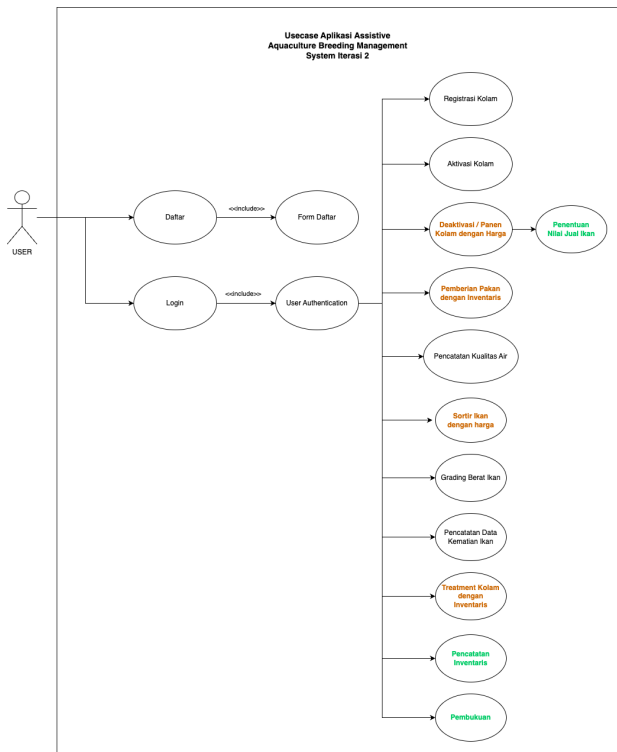 Usecase Aplikasi Assistive
Aquaculture Breeding Management
System Iterasi 2
Registrasi Kolam
Aktivasi Kolam
USER
Daftar
<<include>>
Form Daftar
Deaktivasi / Panen
Kolam dengan Harga
Penentuan
Nilai Jual Ikan
Login
<<include>>
User Authentication
Pemberian Pakan
dengan Inventaris
Pencatatan Kualitas Air
Sortir Ikan
dengan harga
Grading Berat Ikan
Pencatatan Data
Kematian Ikan
Treatment Kolam
dengan
Inventaris
Pencatatan
Inventaris
Pembukuan